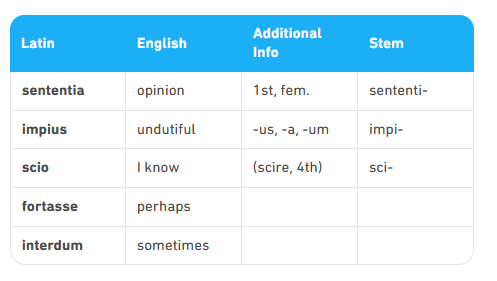 Latin English Additional Info Stem
sententia opinion 1st, fem. sententi-
impius undutiful -us, -a, -um impi-
scio I know (scire, 4th) sci-
fortasse perhaps
interdum sometimes